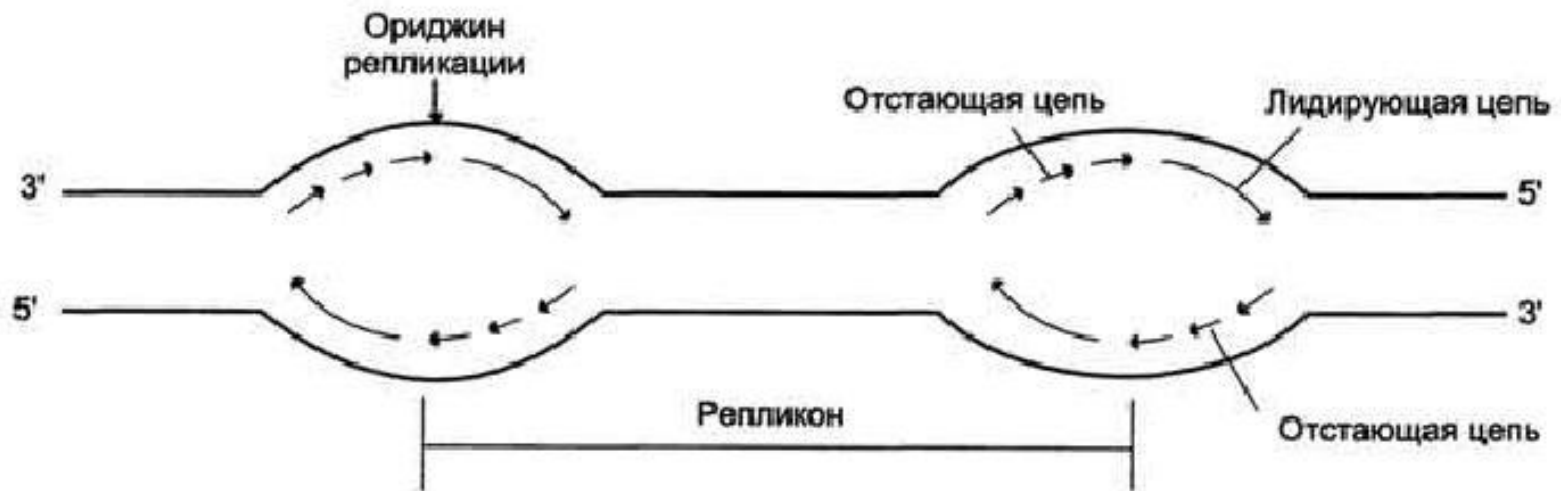 Ориджин
репликации
Отстающая цепь
Лидирующая цепь
3' 5'
5' 3'
Репликон
Отстающая цепь